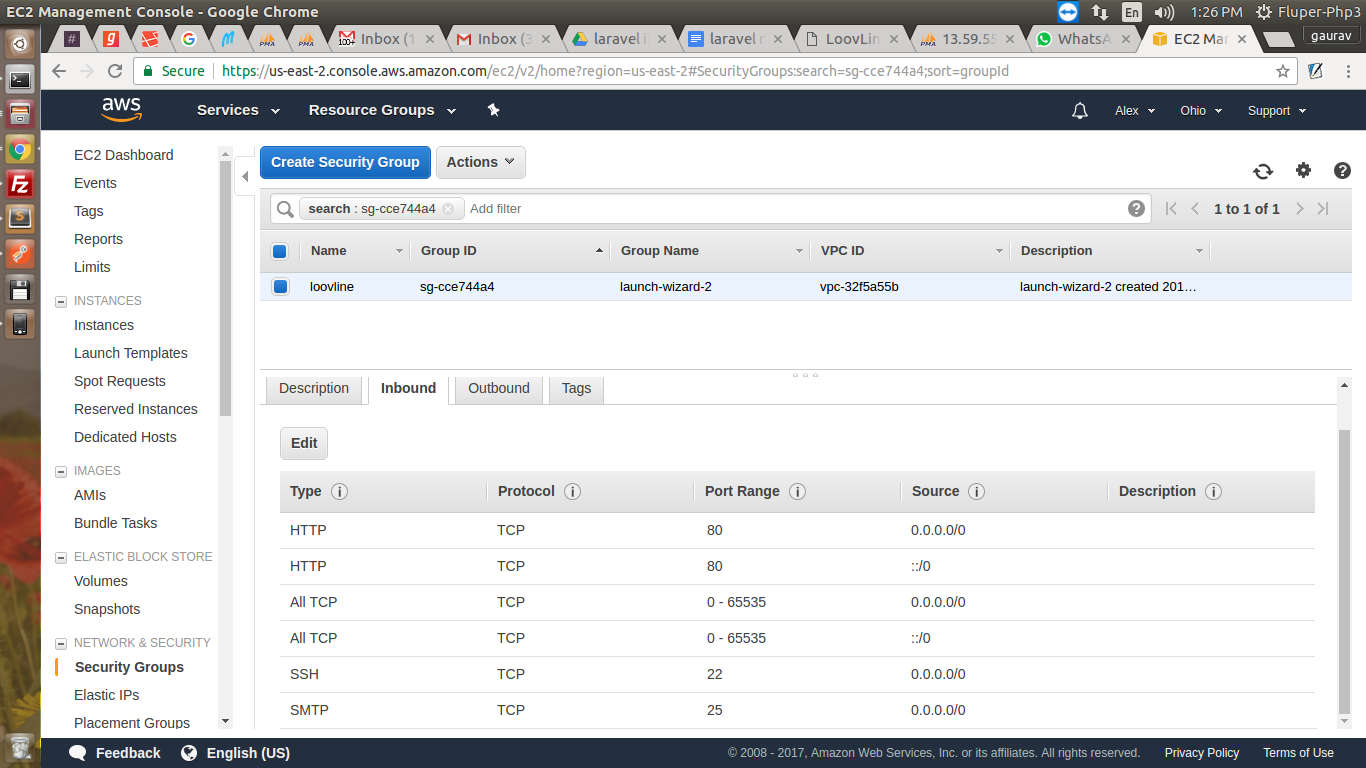 EC2 Management Console - Google Chrome
En 1:26 PM Fluper-Php3
Inbox (1 Inbox (3 laravel i laravel r LoovLin 13.59.55 WhatsA EC2 Mar gaurav
Secure https://us-east-2.console.aws.amazon.com/ec2/v2/home?region=us-east-2#SecurityGroups:search=sg-cce744a4;sort=groupId
aws Services Resource Groups Alex Ohio Support
EC2 Dashboard
Events
Tags
Reports
Limits
INSTANCES
Instances
Launch Templates
Spot Requests
Reserved Instances
Dedicated Hosts
IMAGES
AMIs
Bundle Tasks
ELASTIC BLOCK STORE
Volumes
Snapshots
NETWORK & SECURITY
Security Groups
Elastic IPs
Placement Groups
Create Security Group Actions
search : sg-cce744a4 Add filter 1 to 1 of 1
Name Group ID Group Name VPC ID Description
loovline sg-cce744a4 launch-wizard-2 vpc-32f5a55b launch-wizard-2 created 201...
Description Inbound Outbound Tags
Edit
Type Protocol Port Range Source Description
HTTP TCP 80 0.0.0.0/0
HTTP TCP 80 ::/0
All TCP TCP 0 - 65535 0.0.0.0/0
All TCP TCP 0 - 65535 ::/0
SSH TCP 22 0.0.0.0/0
SMTP TCP 25 0.0.0.0/0
Feedback English (US) © 2008 - 2017, Amazon Web Services, Inc. or its affiliates. All rights reserved. Privacy Policy Terms of Use